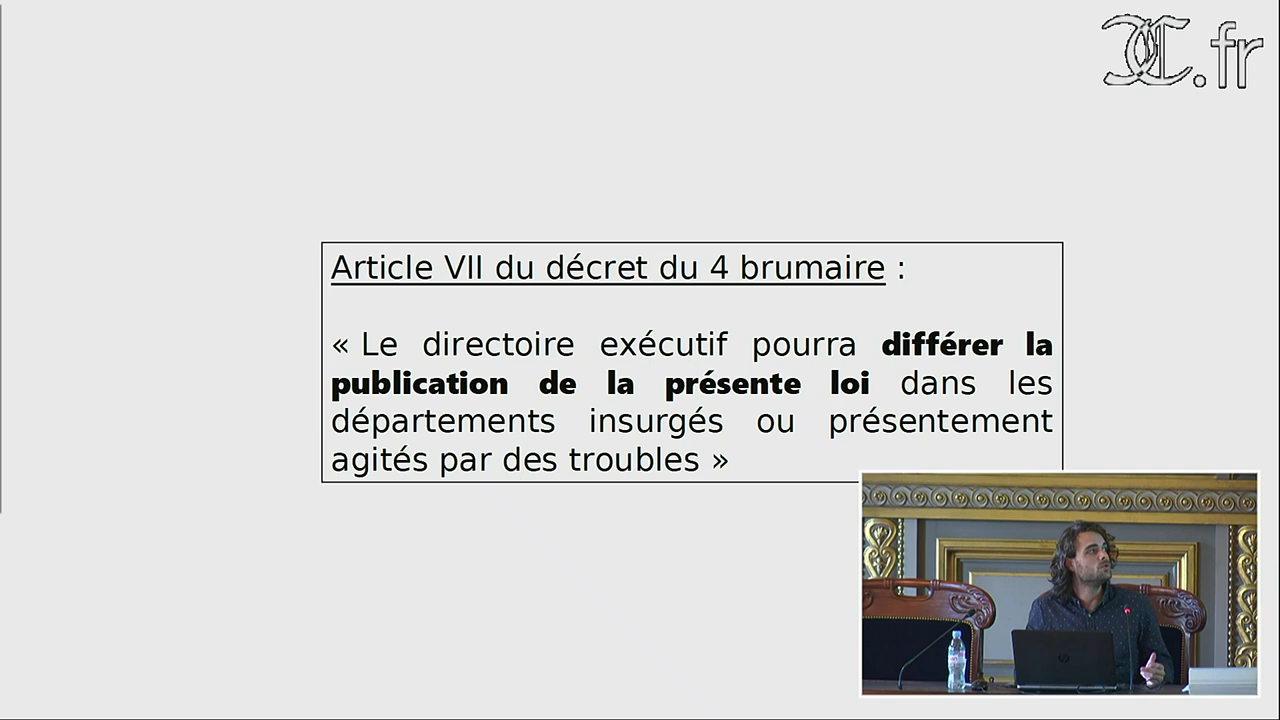 .fr
Article VII du décret du 4 brumaire :
« Le directoire exécutif pourra différer la
publication de la présente loi dans les
départements insurgés ou présentement
agités par des troubles »